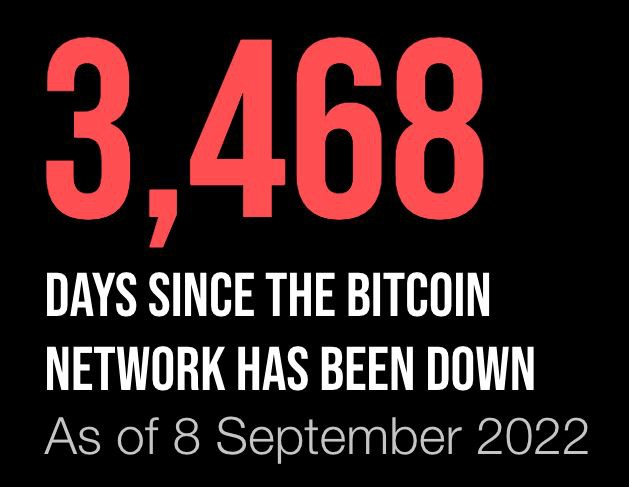 3,468
DAYS SINCE THE BITCOIN
NETWORK HAS BEEN DOWN
As of 8 September 2022